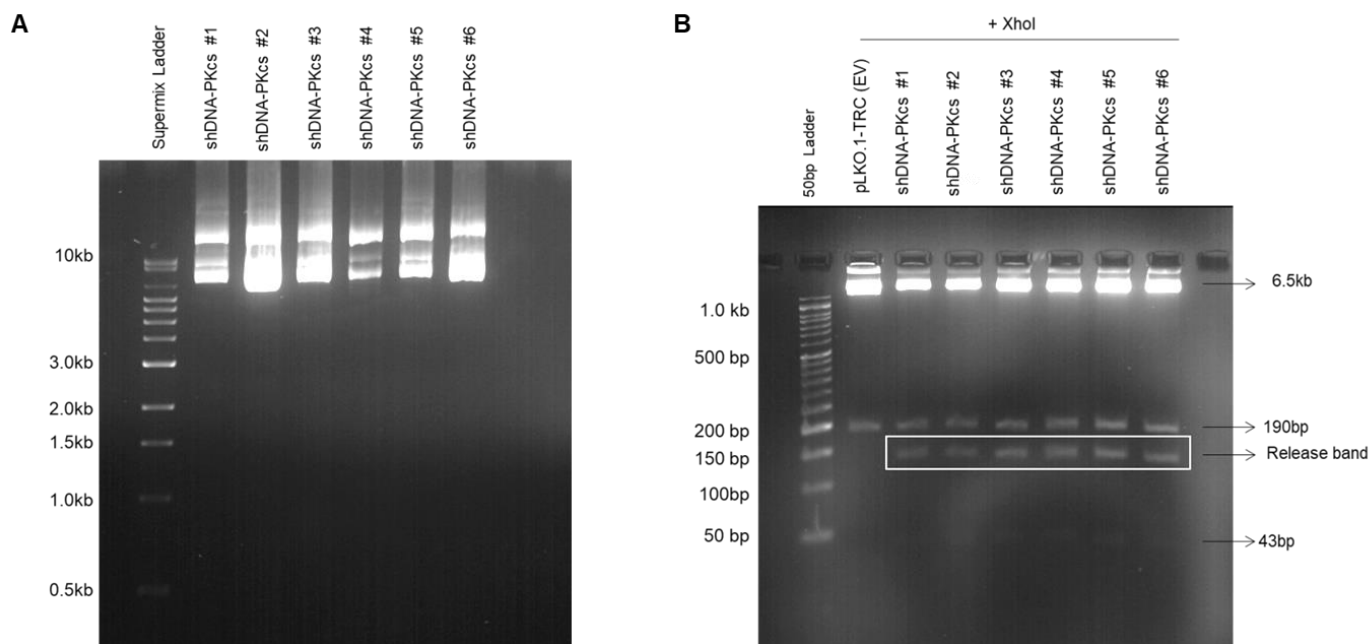 A
Supermix Ladder
shDNA-PKcs #1
shDNA-PKcs #2
shDNA-PKcs #3
shDNA-PKcs #4
shDNA-PKcs #5
shDNA-PKcs #6
10kb
3.0kb
2.0kb
1.5kb
1.0kb
0.5kb
B
+ XhoI
50bp Ladder
pLKO.1-TRC (EV)
shDNA-PKcs #1
shDNA-PKcs #2
shDNA-PKcs #3
shDNA-PKcs #4
shDNA-PKcs #5
shDNA-PKcs #6
1.0 kb
500 bp
200 bp
150 bp
100bp
50 bp
6.5kb
190bp
Release band
43bp